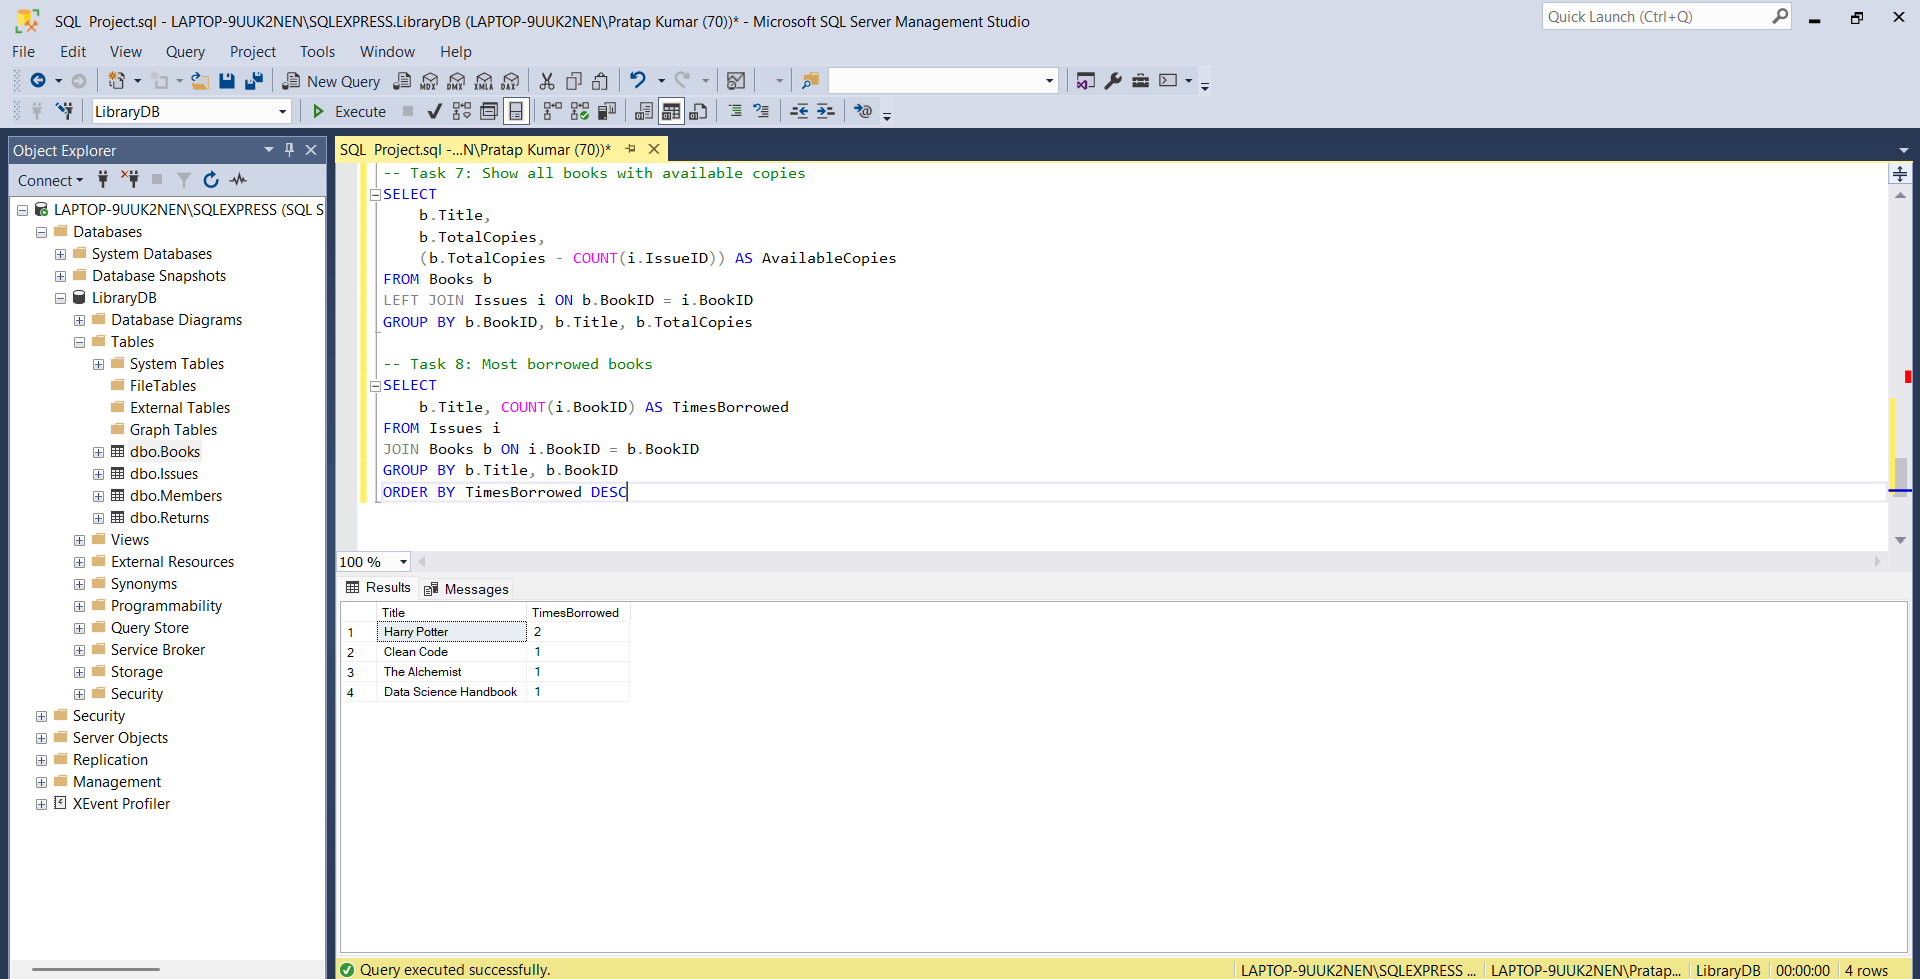 SQL Project.sql - LAPTOP-9UUK2NEN\SQLEXPRESS.LibraryDB (LAPTOP-9UUK2NEN\Pratap Kumar (70))* - Microsoft SQL Server Management Studio
Quick Launch (Ctrl+Q)
File Edit View Query Project Tools Window Help
New Query MDX DMX XMLA DAX
LibraryDB Execute
Object Explorer
Connect
LAPTOP-9UUK2NEN\SQLEXPRESS (SQL S
Databases
System Databases
Database Snapshots
LibraryDB
Database Diagrams
Tables
System Tables
FileTables
External Tables
Graph Tables
dbo.Books
dbo.Issues
dbo.Members
dbo.Returns
Views
External Resources
Synonyms
Programmability
Query Store
Service Broker
Storage
Security
Security
Server Objects
Replication
Management
XEvent Profiler
SQL Project.sql -...N\Pratap Kumar (70))*
-- Task 7: Show all books with available copies
SELECT
b.Title,
b.TotalCopies,
(b.TotalCopies - COUNT(i.IssueID)) AS AvailableCopies
FROM Books b
LEFT JOIN Issues i ON b.BookID = i.BookID
GROUP BY b.BookID, b.Title, b.TotalCopies
-- Task 8: Most borrowed books
SELECT
b.Title, COUNT(i.BookID) AS TimesBorrowed
FROM Issues i
JOIN Books b ON i.BookID = b.BookID
GROUP BY b.Title, b.BookID
ORDER BY TimesBorrowed DESC
100 %
Results Messages
Title TimesBorrowed
1 Harry Potter 2
2 Clean Code 1
3 The Alchemist 1
4 Data Science Handbook 1
Query executed successfully.
LAPTOP-9UUK2NEN\SQLEXPRESS ... LAPTOP-9UUK2NEN\Pratap... LibraryDB 00:00:00 4 rows